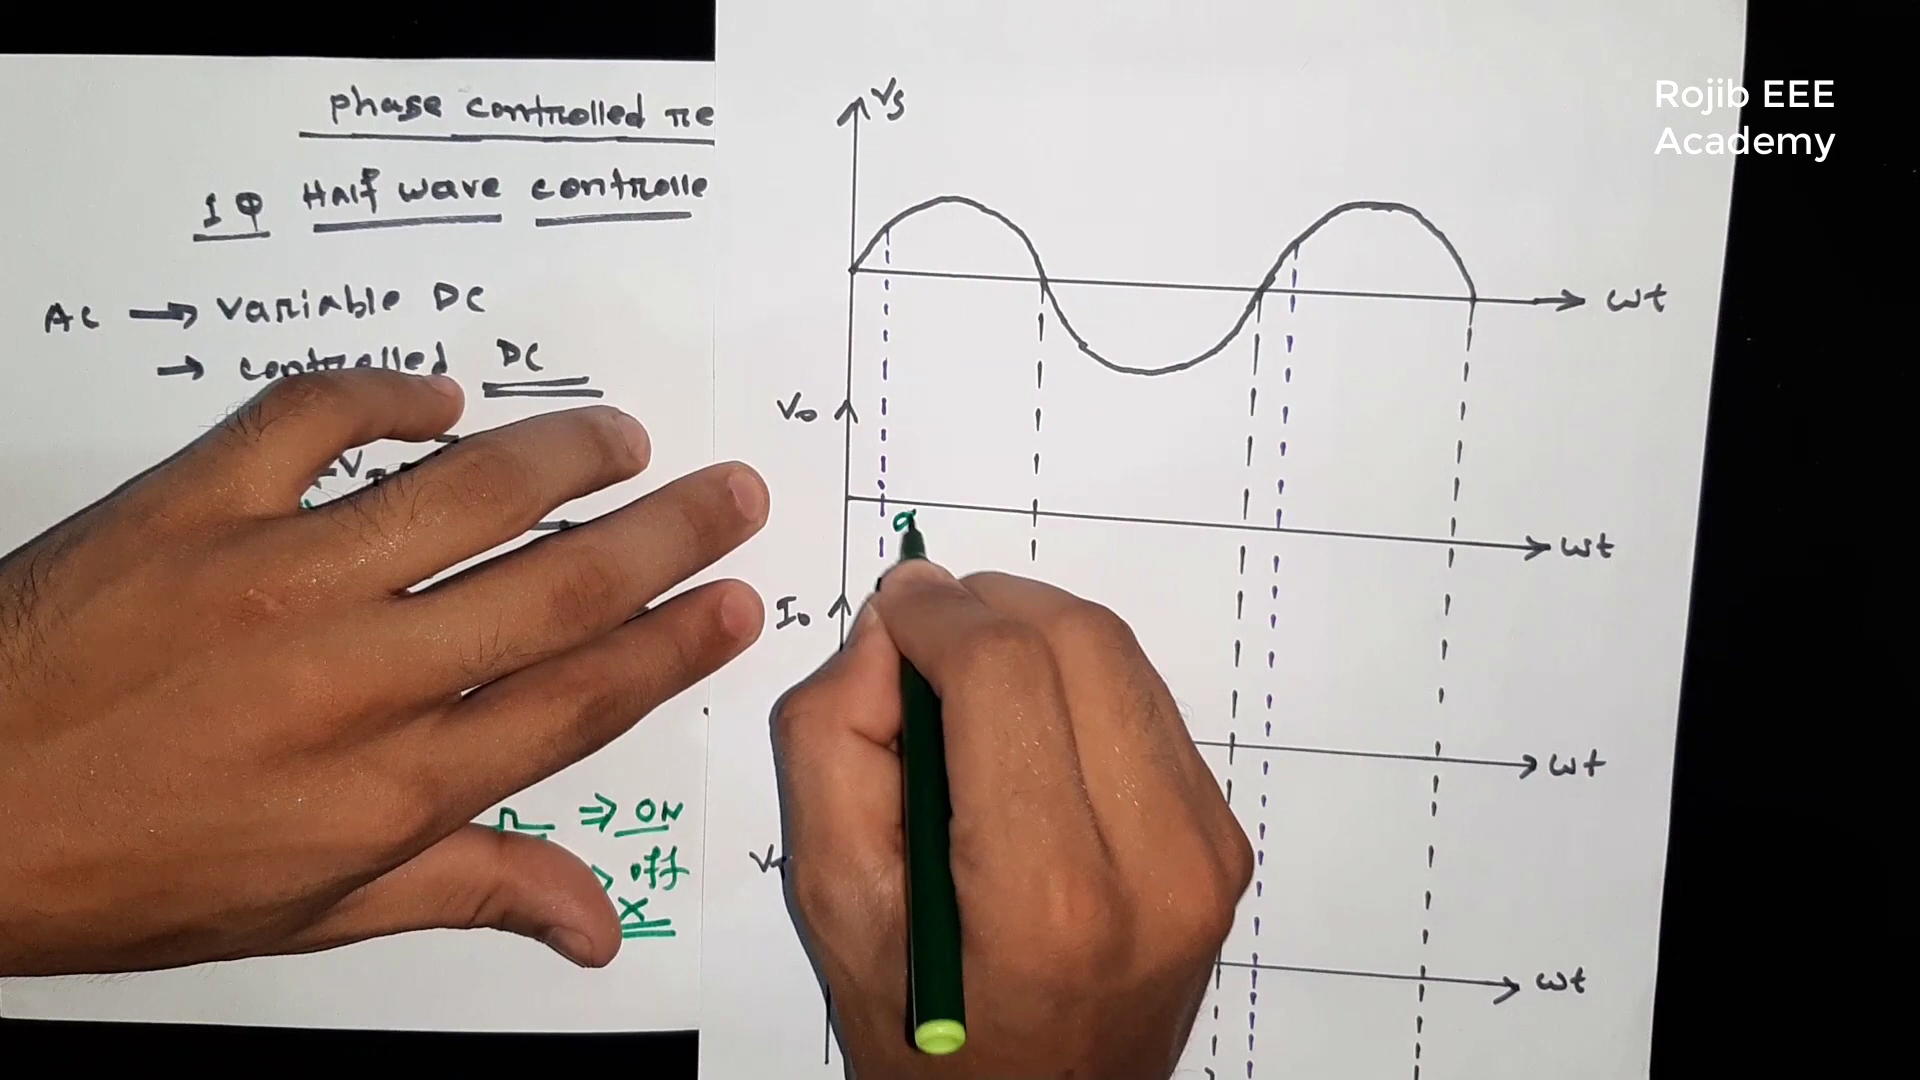 phase controlled re
1φ Half wave controlle
AC → variable DC
→ controlled DC
⇒ ON
off
X
Vs
ωt
Vo
α
ωt
Io
ωt
ωt
Rojib EEE
Academy